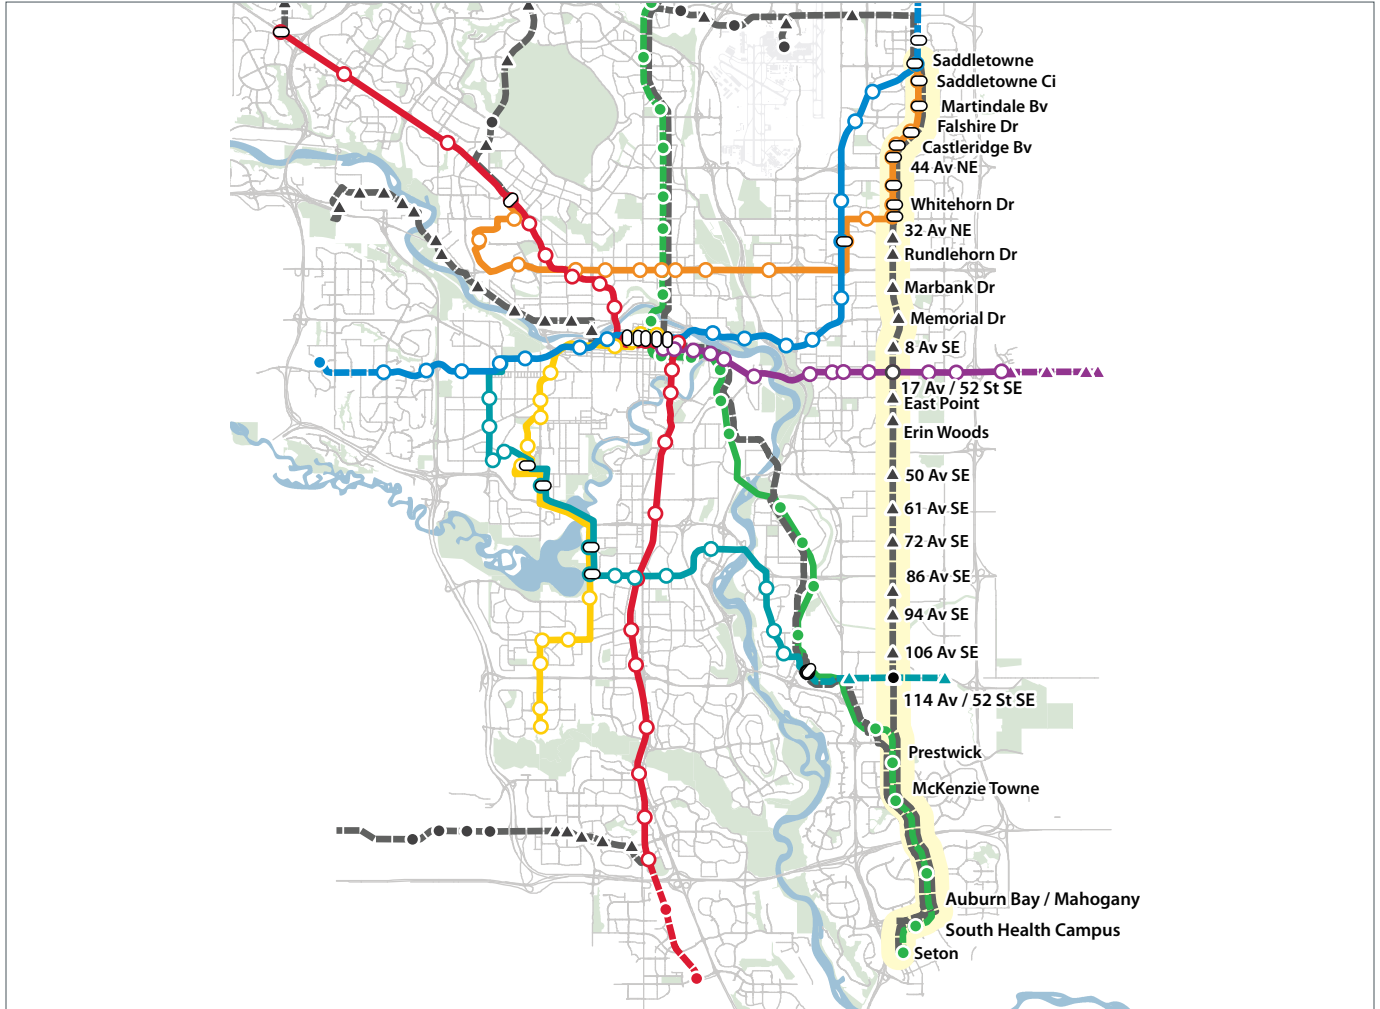 Saddletowne
Saddletowne Ci
Martindale Bv
Falshire Dr
Castleridge Bv
44 Av NE
Whitehorn Dr
32 Av NE
Rundlehorn Dr
Marbank Dr
Memorial Dr
8 Av SE
17 Av / 52 St SE
East Point
Erin Woods
50 Av SE
61 Av SE
72 Av SE
86 Av SE
94 Av SE
106 Av SE
114 Av / 52 St SE
Prestwick
McKenzie Towne
Auburn Bay / Mahogany
South Health Campus
Seton